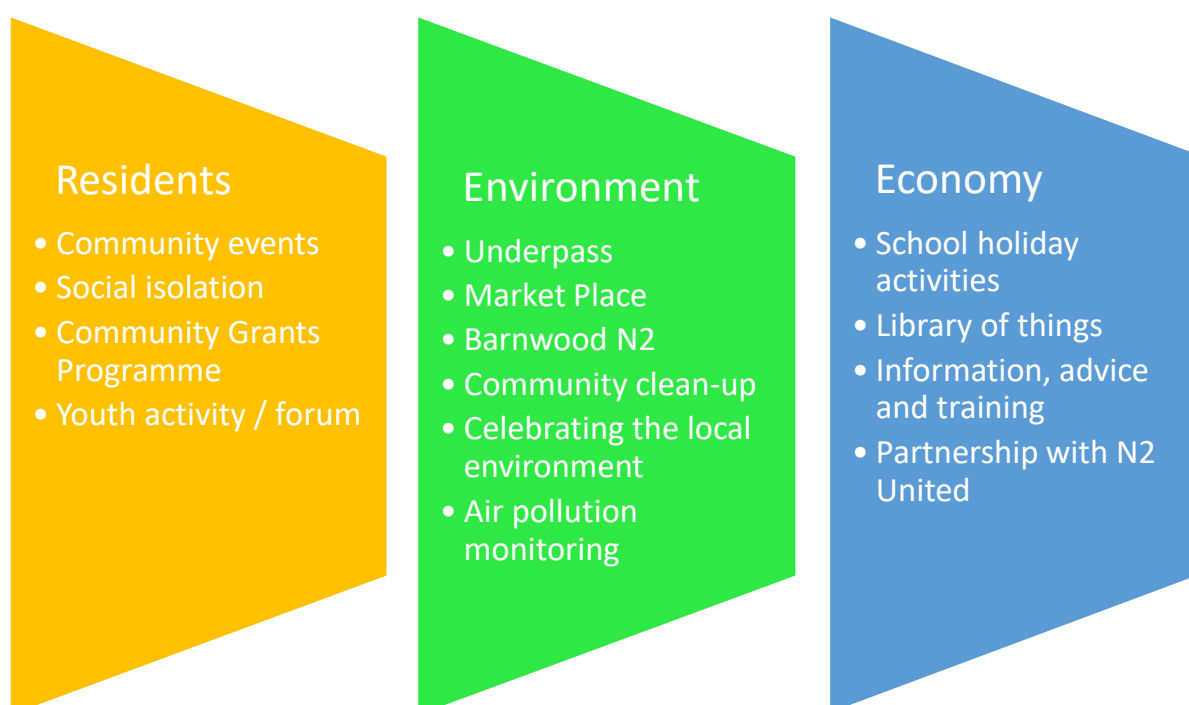 Residents
• Community events
• Social isolation
• Community Grants
Programme
• Youth activity / forum
Environment
• Underpass
• Market Place
• Barnwood N2
• Community clean-up
• Celebrating the local
environment
• Air pollution
monitoring
Economy
• School holiday
activities
• Library of things
• Information, advice
and training
• Partnership with N2
United